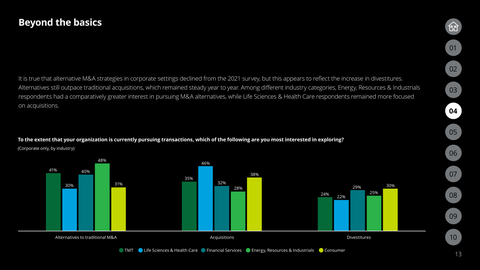 Beyond the basics
It is true that alternative M&A strategies in corporate settings declined from the 2021 survey, but this appears to reflect the increase in divestitures.
Alternatives still outpace traditional acquisitions, which remained steady year to year. Among different industry categories, Energy, Resources & Industrials
respondents had a comparatively greater interest in pursuing M&A alternatives, while Life Sciences & Health Care respondents remained more focused
on acquisitions.
To the extent that your organization is currently pursuing transactions, which of the following are you most interested in exploring?
(Corporate only, by industry)
41%
30%
40%
48%
31%
35%
46%
32%
28%
38%
24%
22%
29%
25%
30%
Alternatives to traditional M&A
Acquisitions
Divestitures
TMT
Life Sciences & Health Care
Financial Services
Energy, Resources & Industrials
Consumer
01
02
03
04
05
06
07
08
09
10
13